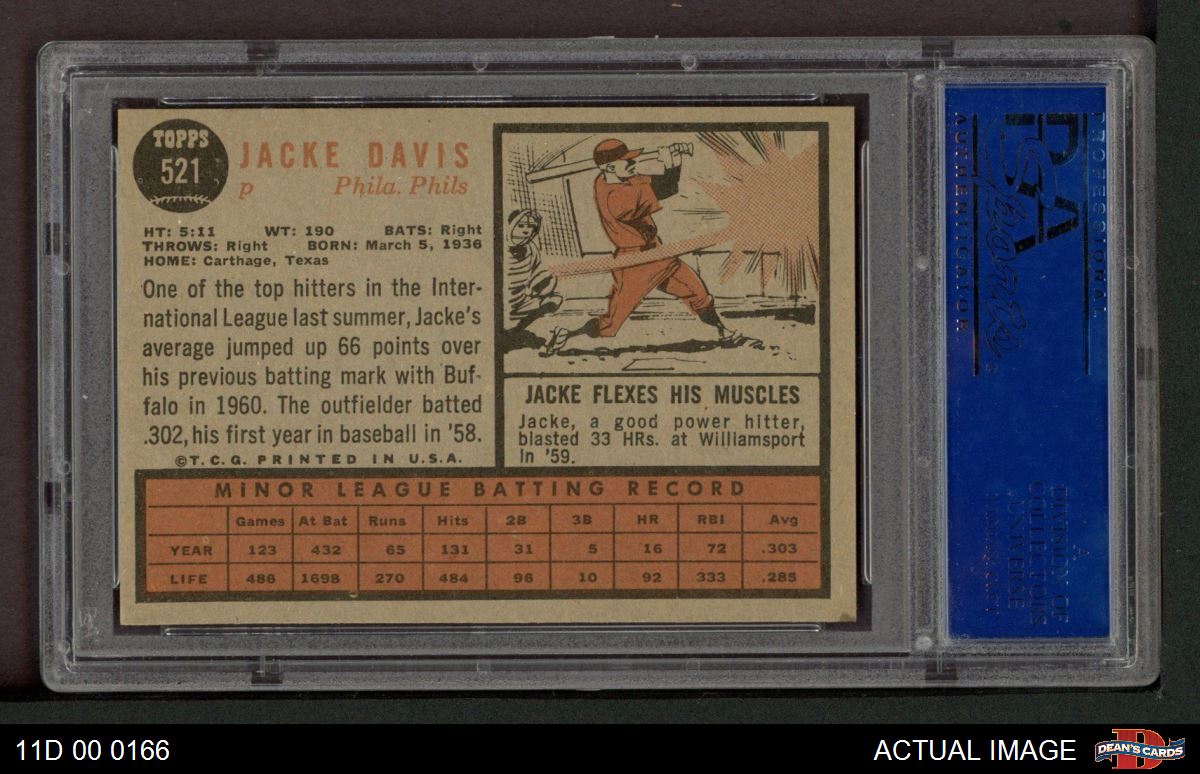 TOPPS
521
JACKE DAVIS
p Phila. Phils
HT: 5:11 WT: 190 BATS: Right
THROWS: Right BORN: March 5, 1936
HOME: Carthage, Texas
One of the top hitters in the Inter-
national League last summer, Jacke's
average jumped up 66 points over
his previous batting mark with Buf-
falo in 1960. The outfielder batted
.302, his first year in baseball in '58.
©T.C.G. PRINTED IN U.S.A.
JACKE FLEXES HIS MUSCLES
Jacke, a good power hitter,
blasted 33 HRs. at Williamsport
in '59.
MINOR LEAGUE BATTING RECORD
Games At Bat Runs Hits 2B 3B HR RBI Avg
YEAR 123 432 65 131 31 5 16 72 .303
LIFE 486 1698 270 484 96 10 92 333 .285
PROFESSIONAL
PSA
Sports
AUTHENTICATOR
A
DIVISION OF
COLLECTORS
UNIVERSE
11D 00 0166
ACTUAL IMAGE
DEAN'S CARDS